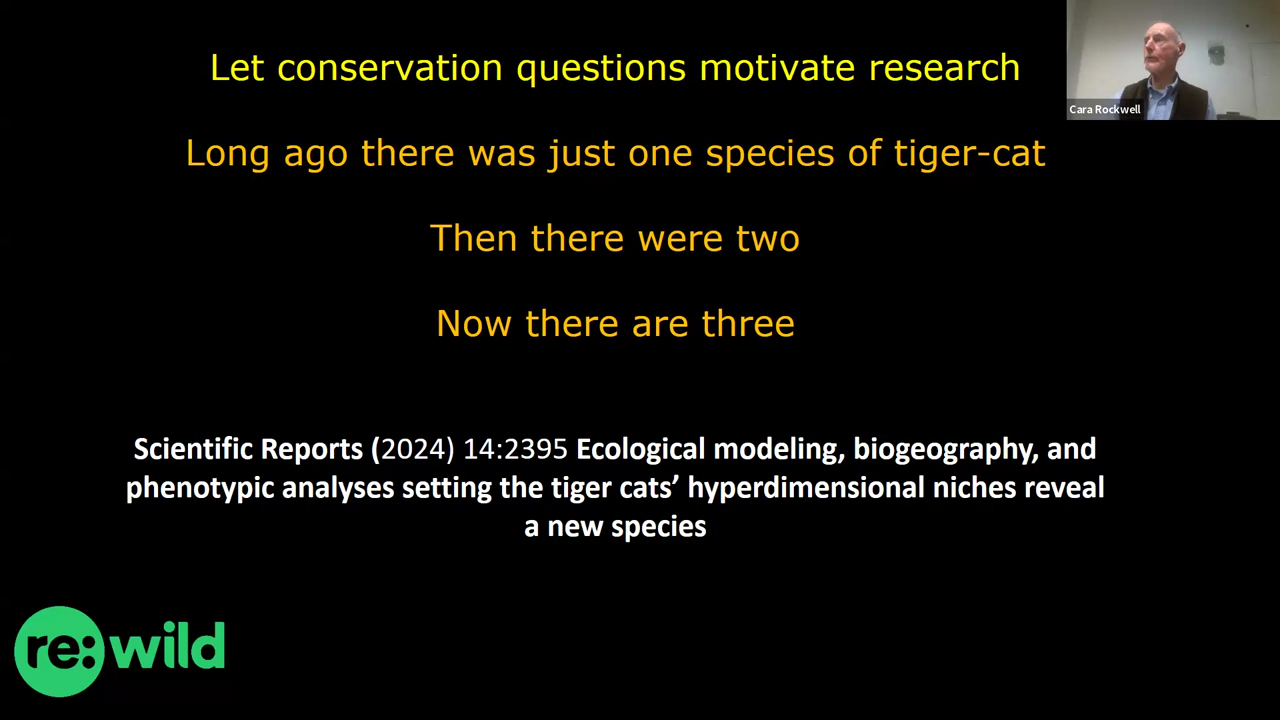 Let conservation questions motivate research
Cara Rockwell
Long ago there was just one species of tiger-cat
Then there were two
Now there are three
Scientific Reports (2024) 14:2395 Ecological modeling, biogeography, and
phenotypic analyses setting the tiger cats’ hyperdimensional niches reveal
a new species
re:wild